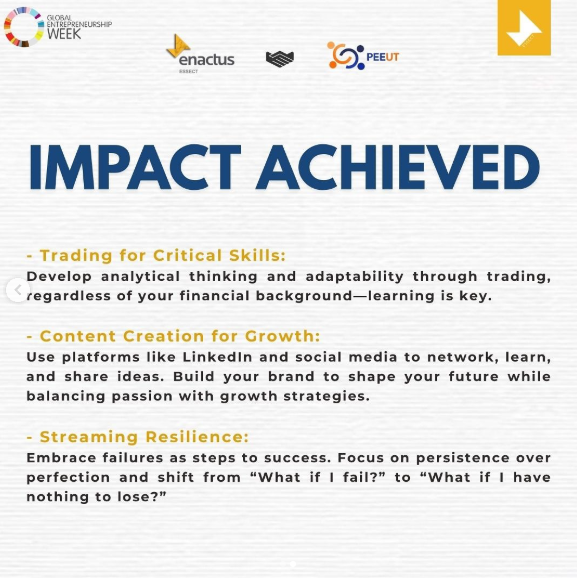 GLOBAL
ENTREPRENEURSHIP
WEEK
enactus
ESSECT
PEEUT
IMPACT ACHIEVED
- Trading for Critical Skills:
Develop analytical thinking and adaptability through trading,
regardless of your financial background—learning is key.
- Content Creation for Growth:
Use platforms like LinkedIn and social media to network, learn,
and share ideas. Build your brand to shape your future while
balancing passion with growth strategies.
- Streaming Resilience:
Embrace failures as steps to success. Focus on persistence over
perfection and shift from “What if I fail?” to “What if I have
nothing to lose?”